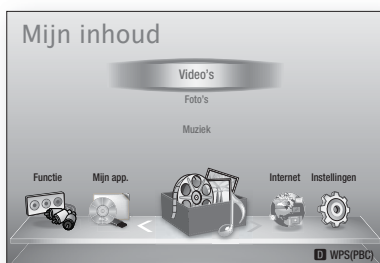 Mijn inhoud
Video's
Foto's
Muziek
Functie Mijn app. Internet Instellingen
D WPS(PBC)